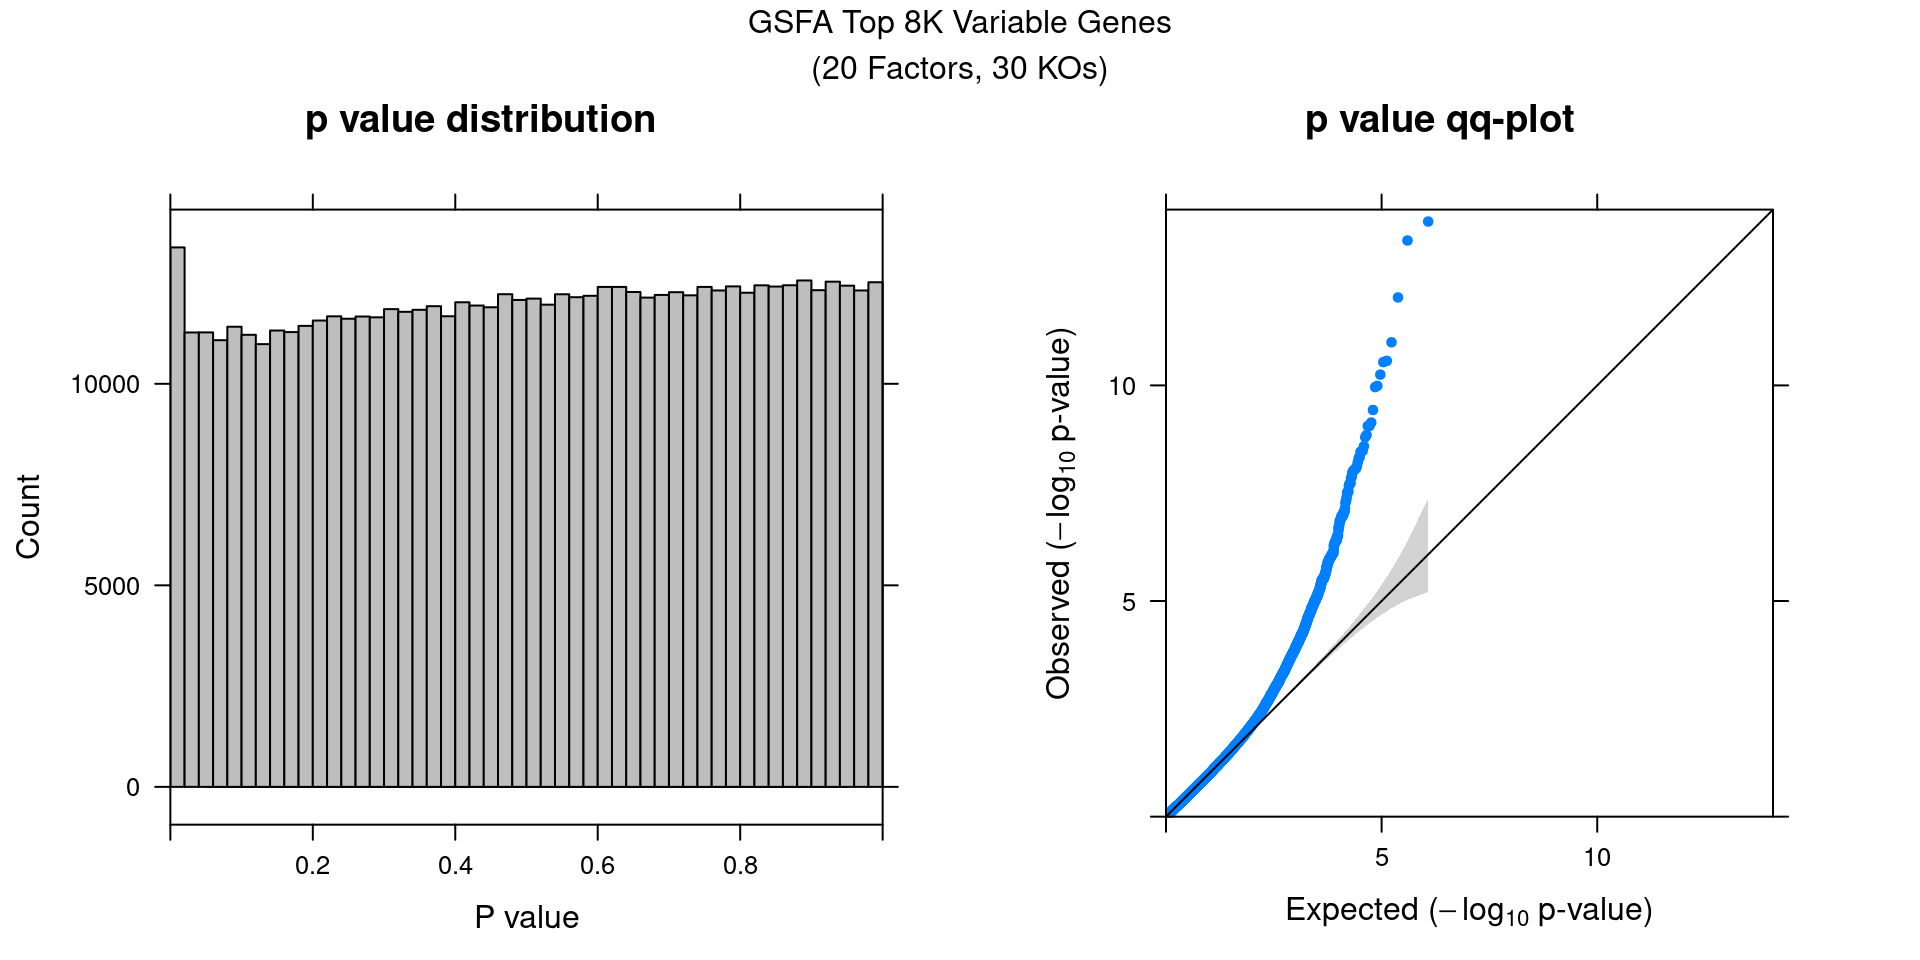 GSFA Top 8K Variable Genes
(20 Factors, 30 KOs)
p value distribution
10000
5000
0
Count
0.2 0.4 0.6 0.8
P value
p value qq-plot
10
5
Observed (−log10 p-value)
5 10
Expected (−log10 p-value)